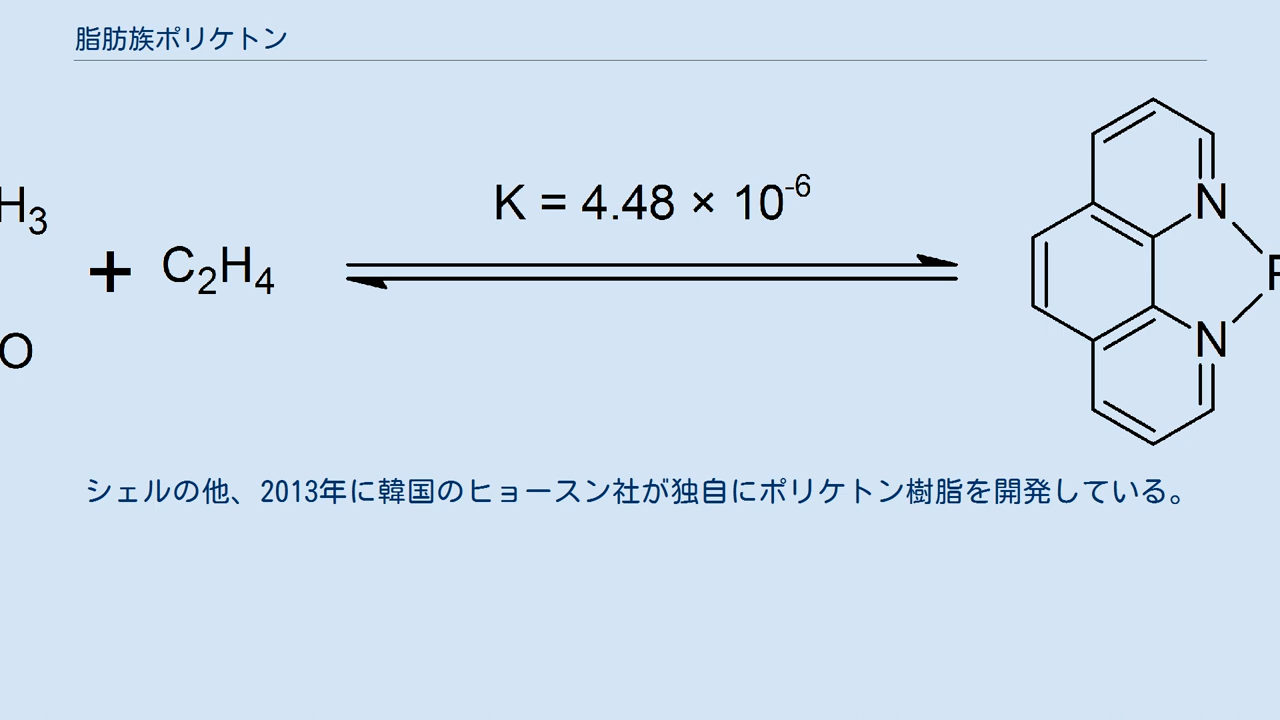 脂肪族ポリケトン
K = 4.48 × 10-6
H3
+ C2H4
O
N
N
シェルの他、2013年に韓国のヒョースン社が独自にポリケトン樹脂を開発している。